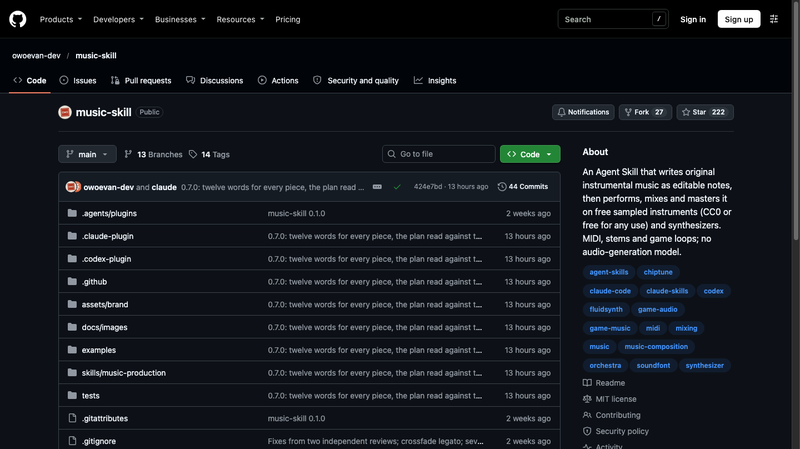 Products Developers Businesses Resources Pricing Search / Sign in Sign up
owoevan-dev / music-skill
Code Issues Pull requests Discussions Actions Security and quality Insights
music-skill Public Notifications Fork 27 Star 222
main 13 Branches 14 Tags Go to file Code
owoevan-dev and claude 0.7.0: twelve words for every piece, the plan read … 424e7bd · 13 hours ago 44 Commits
.agents/plugins music-skill 0.1.0 2 weeks ago
.claude-plugin 0.7.0: twelve words for every piece, the plan read against t… 13 hours ago
.codex-plugin 0.7.0: twelve words for every piece, the plan read against t… 13 hours ago
.github 0.7.0: twelve words for every piece, the plan read against t… 13 hours ago
assets/brand 0.7.0: twelve words for every piece, the plan read against t… 13 hours ago
docs/images 0.7.0: twelve words for every piece, the plan read against t… 13 hours ago
examples 0.7.0: twelve words for every piece, the plan read against t… 13 hours ago
skills/music-production 0.7.0: twelve words for every piece, the plan read against t… 13 hours ago
tests 0.7.0: twelve words for every piece, the plan read against t… 13 hours ago
.gitattributes music-skill 0.1.0 2 weeks ago
.gitignore Fixes from two independent reviews; crossfade legato; sev… 2 weeks ago
About
An Agent Skill that writes original
instrumental music as editable notes,
then performs, mixes and masters it
on free sampled instruments (CC0 or
free for any use) and synthesizers.
MIDI, stems and game loops; no
audio-generation model.
agent-skills chiptune
claude-code claude-skills codex
fluidsynth game-audio
game-music midi mixing
music music-composition
orchestra soundfont synthesizer
Readme
MIT license
Contributing
Security policy
Activity